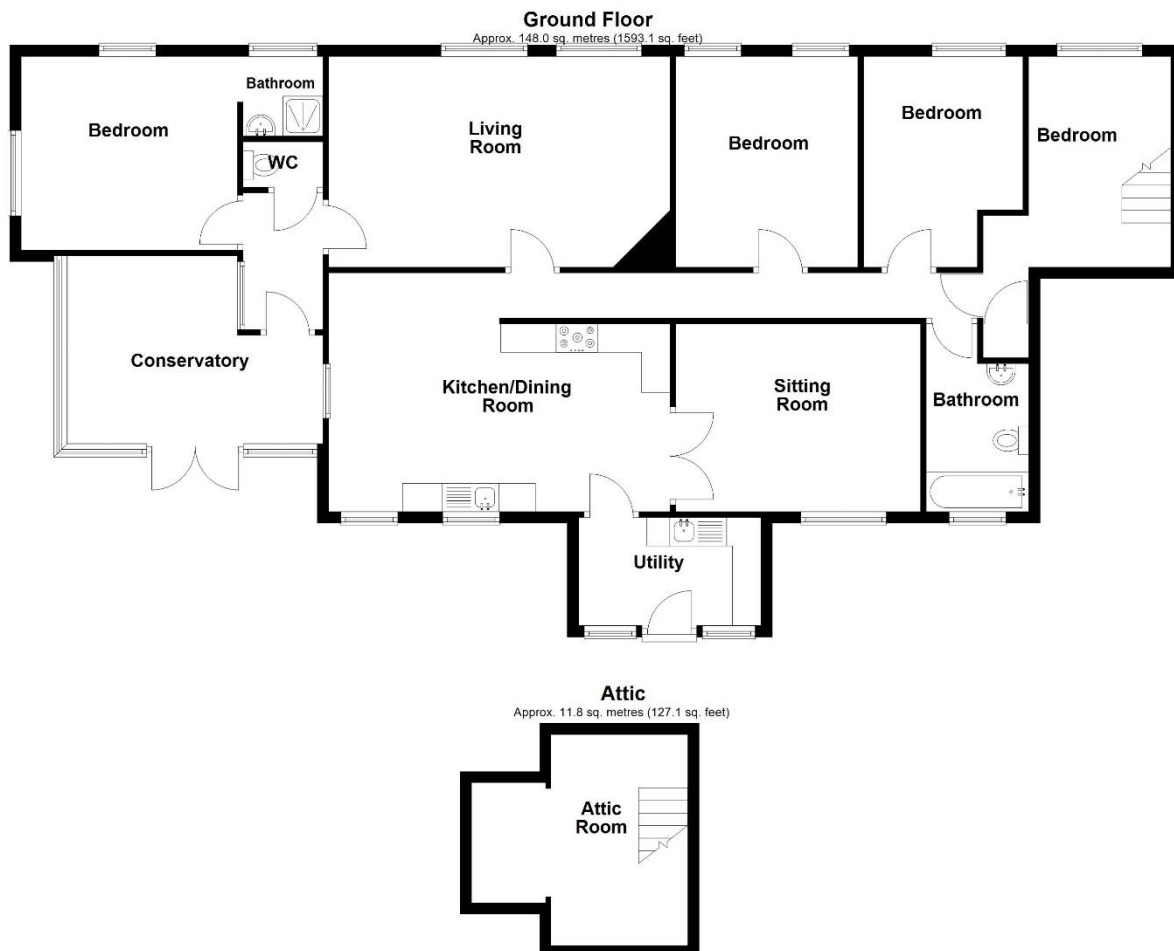 Ground Floor
Approx. 148.0 sq. metres (1593.1 sq. feet)
Bathroom
Bedroom
Living
Room
Bedroom
Bedroom
Bedroom
WC
Conservatory
Kitchen/Dining
Room
Sitting
Room
Bathroom
Utility
Attic
Approx. 11.8 sq. metres (127.1 sq. feet)
Attic
Room